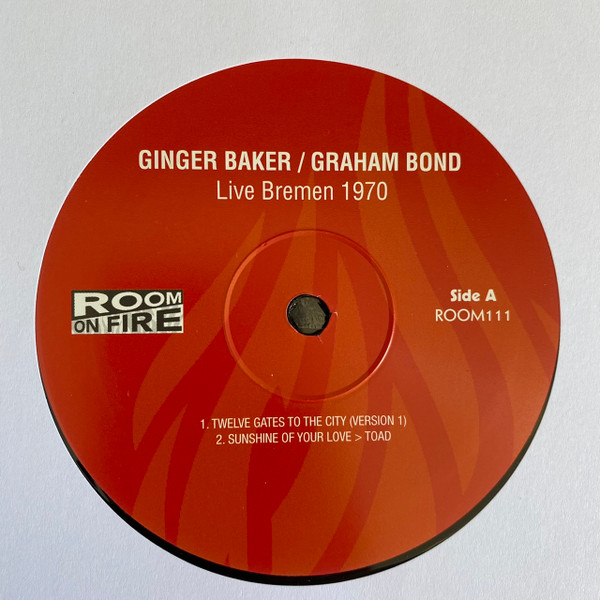 GINGER BAKER / GRAHAM BOND
Live Bremen 1970
ROOM
ON FIRE
Side A
ROOM111
1. TWELVE GATES TO THE CITY (VERSION 1)
2. SUNSHINE OF YOUR LOVE > TOAD